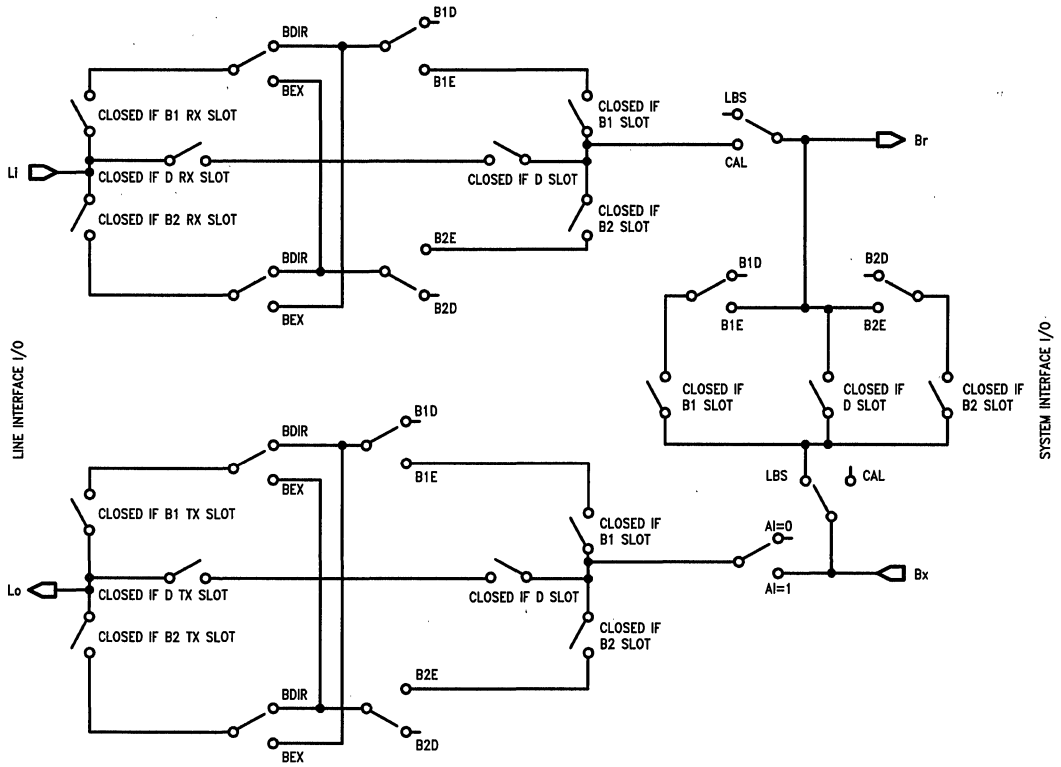 B1D
BDIR
B1E
BEX
LBS
CLOSED IF B1 RX SLOT
CLOSED IF
B1 SLOT
Br
CAL
Li
CLOSED IF D RX SLOT
CLOSED IF D SLOT
CLOSED IF B2 RX SLOT
CLOSED IF
B2 SLOT
B2E
BDIR
B2D
BEX
B1D
B2D
B1E
B2E
LINE INTERFACE I/O
SYSTEM INTERFACE I/O
CLOSED IF
B1 SLOT
CLOSED IF
D SLOT
CLOSED IF
B2 SLOT
B1D
BDIR
B1E
BEX
LBS
CAL
CLOSED IF B1 TX SLOT
CLOSED IF
B1 SLOT
AI=0
Lo
CLOSED IF D TX SLOT
CLOSED IF D SLOT
AI=1
Bx
CLOSED IF B2 TX SLOT
CLOSED IF
B2 SLOT
B2E
BDIR
B2D
BEX